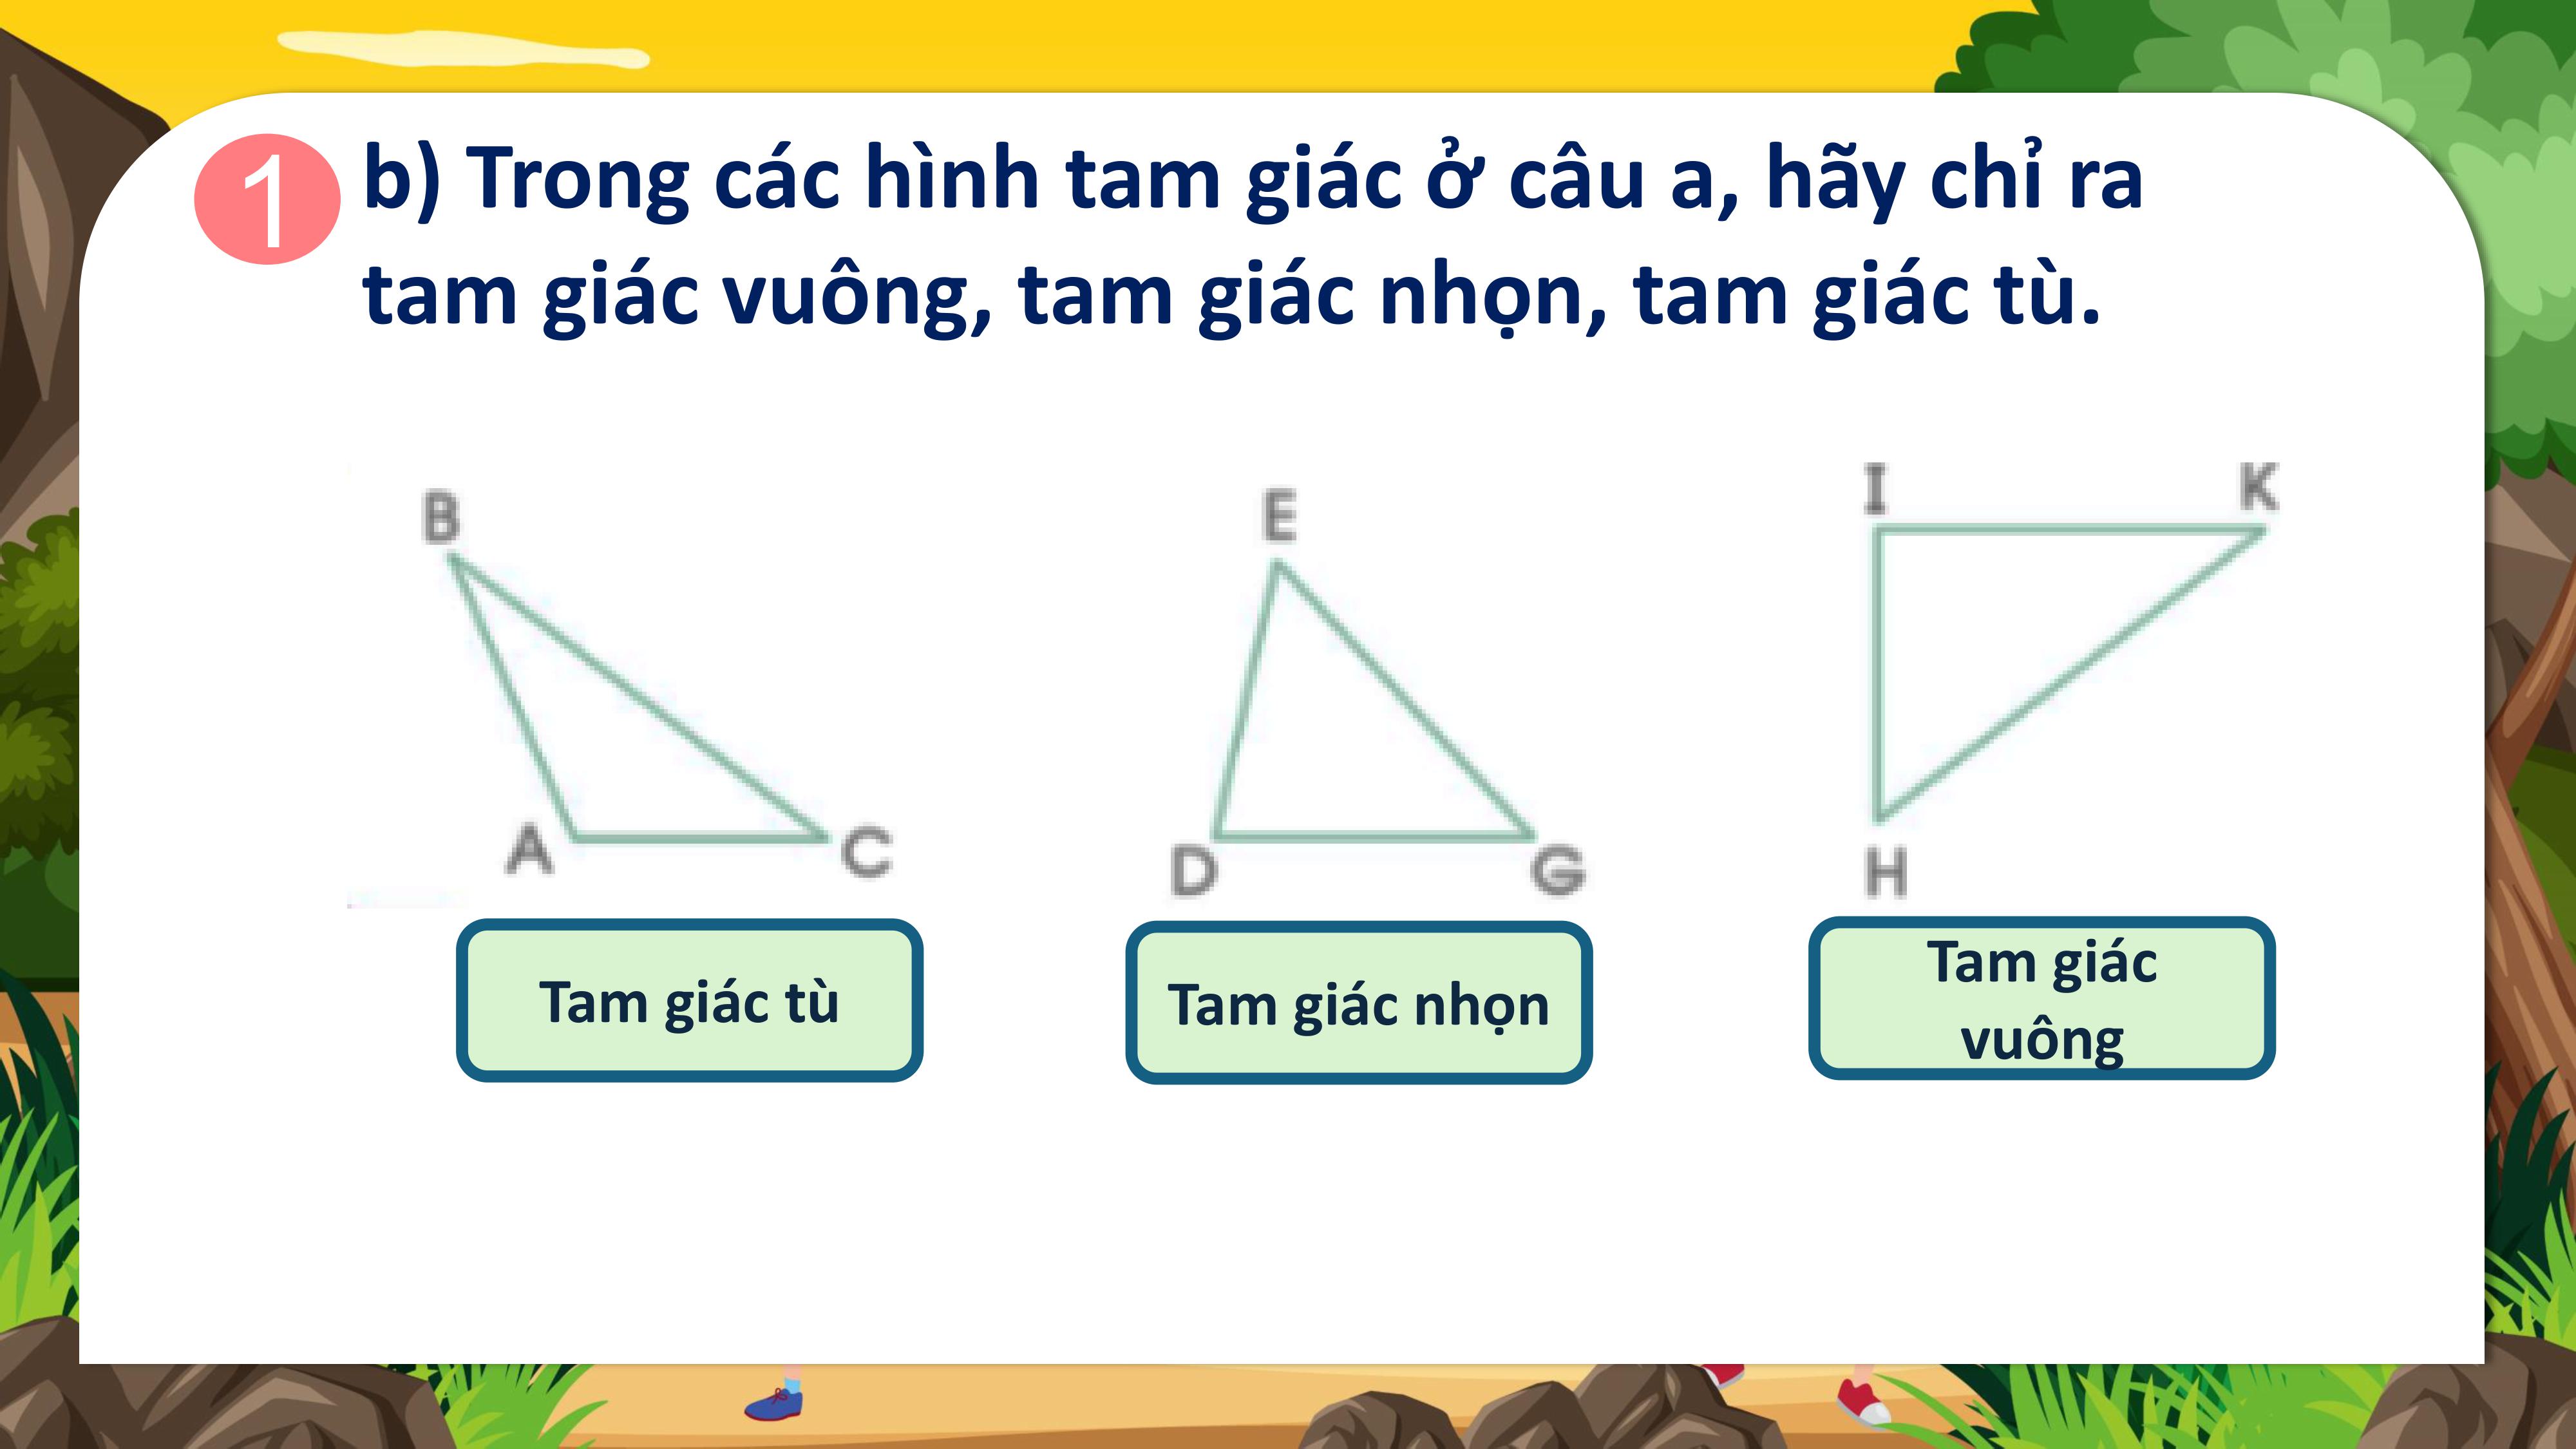 1
b) Trong các hình tam giác ở câu a, hãy chỉ ra
tam giác vuông, tam giác nhọn, tam giác tù.
B
E
I
K
A
C
D
G
H
Tam giác tù
Tam giác nhọn
Tam giác
vuông